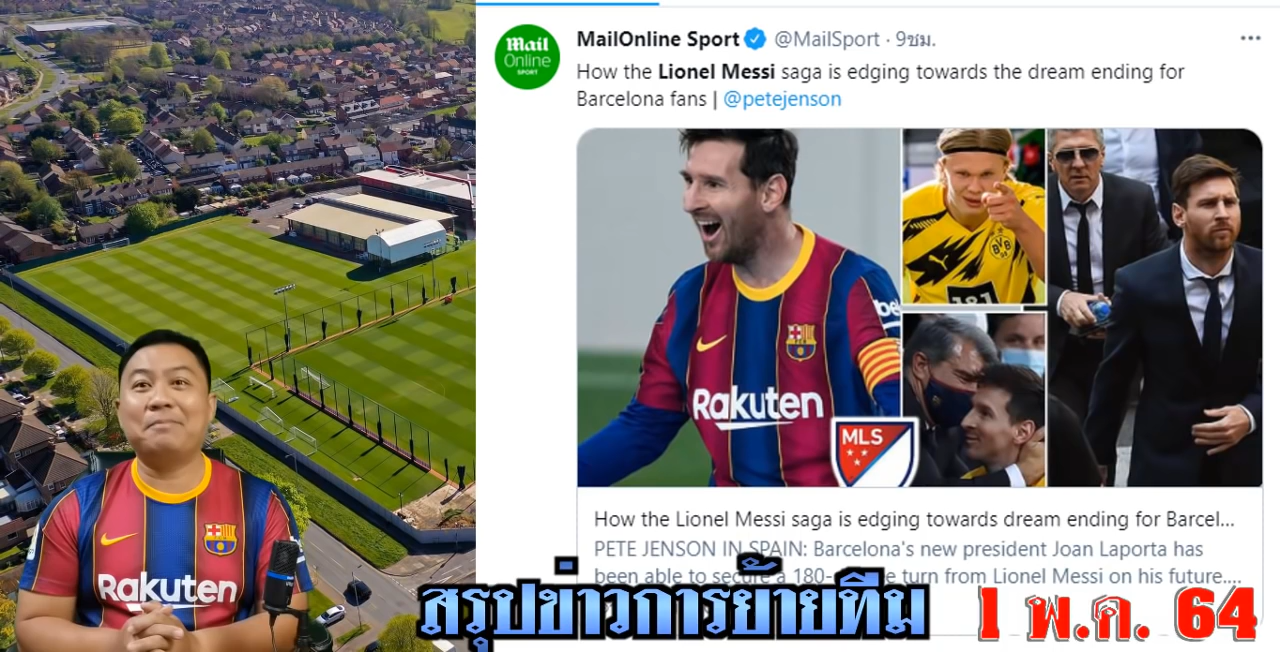 Mail
Online
SPORT
MailOnline Sport @MailSport · 9ชม.
How the Lionel Messi saga is edging towards the dream ending for
Barcelona fans | @petejenson
Rakuten
MLS
How the Lionel Messi saga is edging towards dream ending for Barcel...
PETE JENSON IN SPAIN: Barcelona's new president Joan Laporta has
been able to secure a 180- turn from Lionel Messi on his future....
Rakuten
สรุปข่าวการย้ายทีม
1 พ.ค. 64